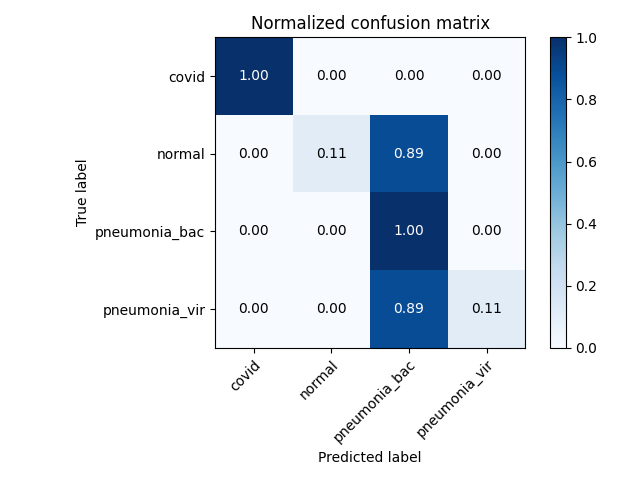 Normalized confusion matrix
True label
covid 1.00 0.00 0.00 0.00
normal 0.00 0.11 0.89 0.00
pneumonia_bac 0.00 0.00 1.00 0.00
pneumonia_vir 0.00 0.00 0.89 0.11
covid normal pneumonia_bac pneumonia_vir
Predicted label
1.0
0.8
0.6
0.4
0.2
0.0